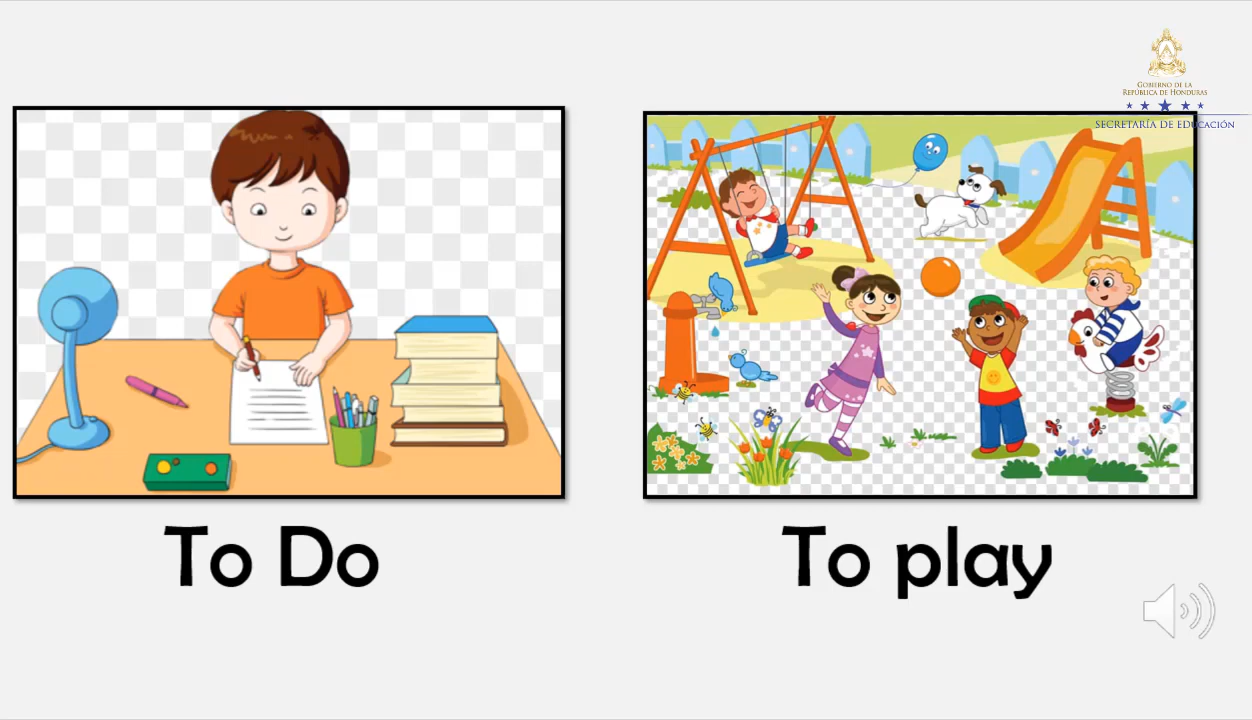 GOBIERNO DE LA
REPÚBLICA DE HONDURAS
SECRETARÍA DE EDUCACIÓN
To Do
To play